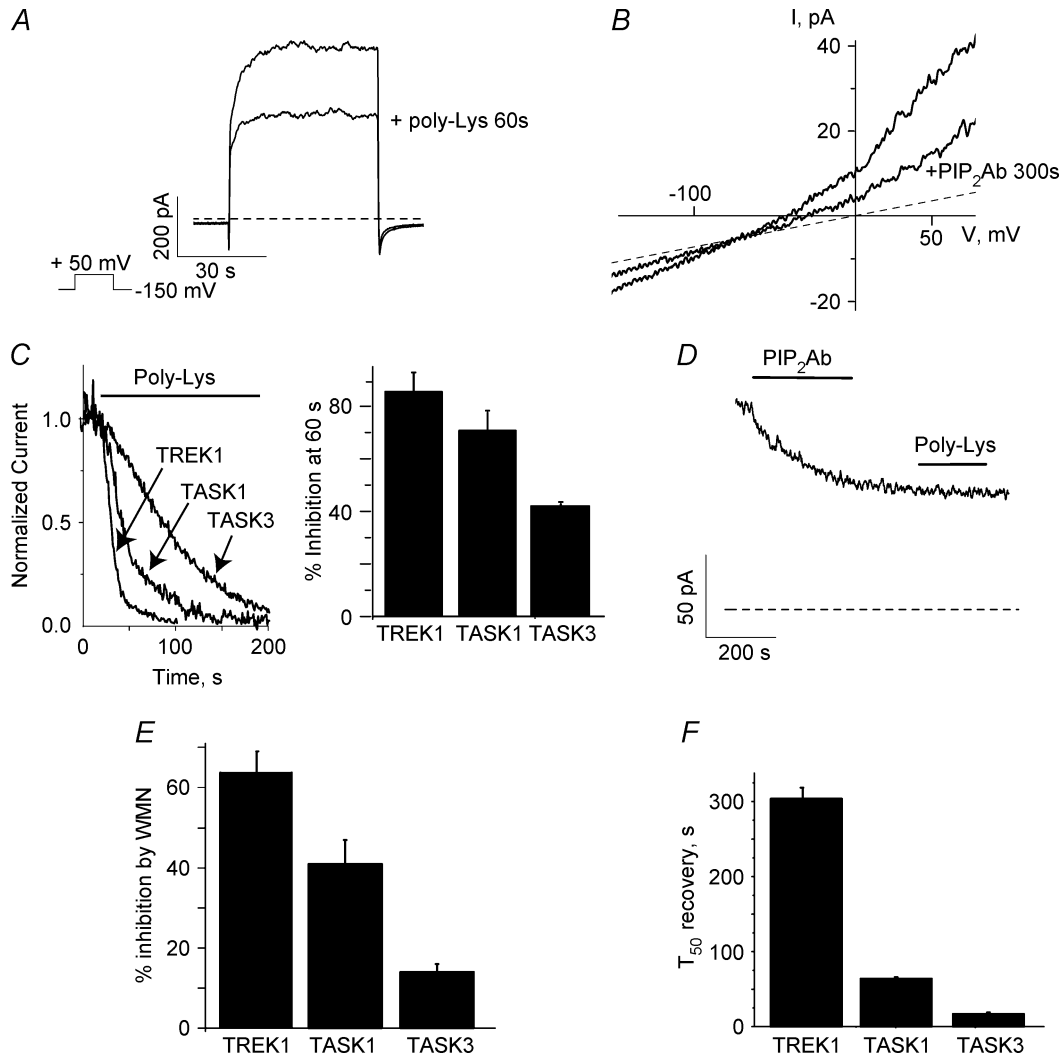 A
+ poly-Lys 60s
200 pA
30 s
+ 50 mV
-150 mV
B
I, pA
40
20
+PIP2Ab 300s
-100
50
V, mV
-20
C
Poly-Lys
Normalized Current
1.0
0.5
0.0
TREK1
TASK1
TASK3
0
100
200
Time, s
% Inhibition at 60 s
80
40
0
TREK1
TASK1
TASK3
D
PIP2Ab
Poly-Lys
50 pA
200 s
E
% inhibition by WMN
60
40
20
0
TREK1
TASK1
TASK3
F
T50 recovery, s
300
200
100
0
TREK1
TASK1
TASK3